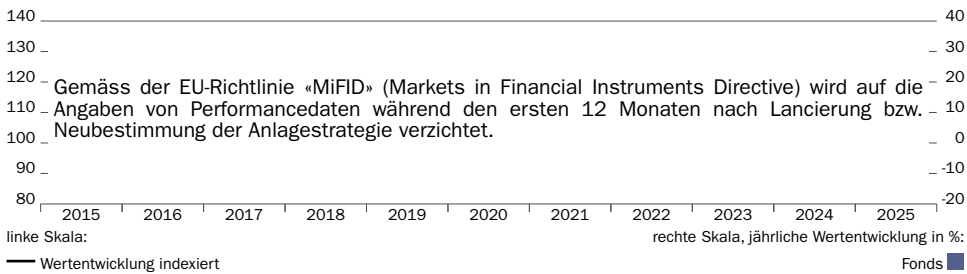 140 40
130 30
120 20
Gemäss der EU-Richtlinie «MiFID» (Markets in Financial Instruments Directive) wird auf die
110 10
Angaben von Performancedaten während den ersten 12 Monaten nach Lancierung bzw.
Neubestimmung der Anlagestrategie verzichtet.
100 0
90 -10
80 -20
2015 2016 2017 2018 2019 2020 2021 2022 2023 2024 2025
linke Skala: rechte Skala, jährliche Wertentwicklung in %:
Wertentwicklung indexiert Fonds